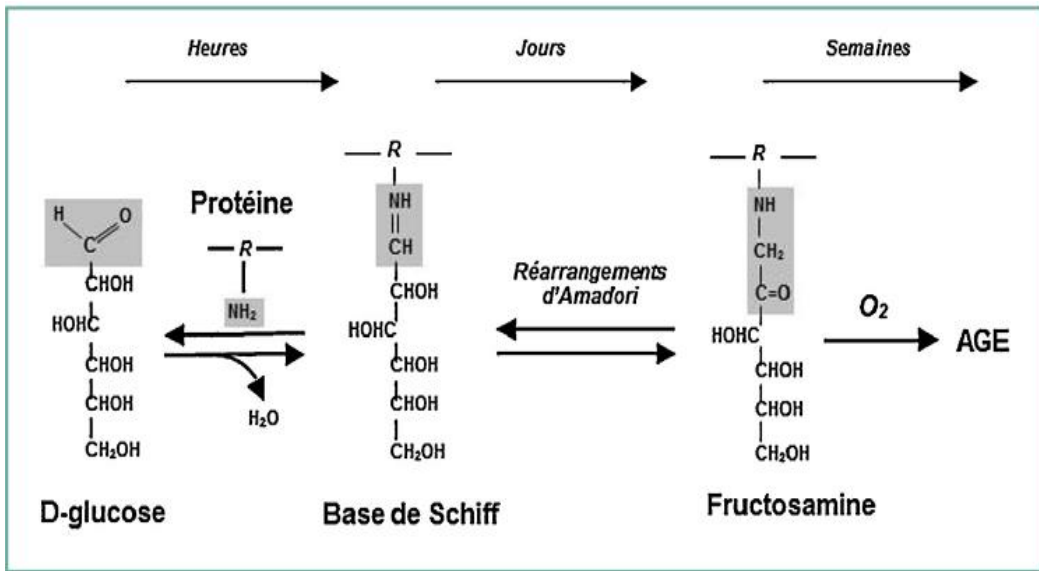 Heures
Jours
Semaines
R
R
Protéine
H
O
C
R
NH₂
CHOH
HOHC
CHOH
CHOH
CH₂OH
H₂O
D-glucose
NH
CH
CHOH
HOHC
CHOH
CHOH
CH₂OH
Base de Schiff
Réarrangements
d'Amadori
NH
CH₂
C=O
HOHC
CHOH
CHOH
CH₂OH
Fructosamine
O₂
AGE